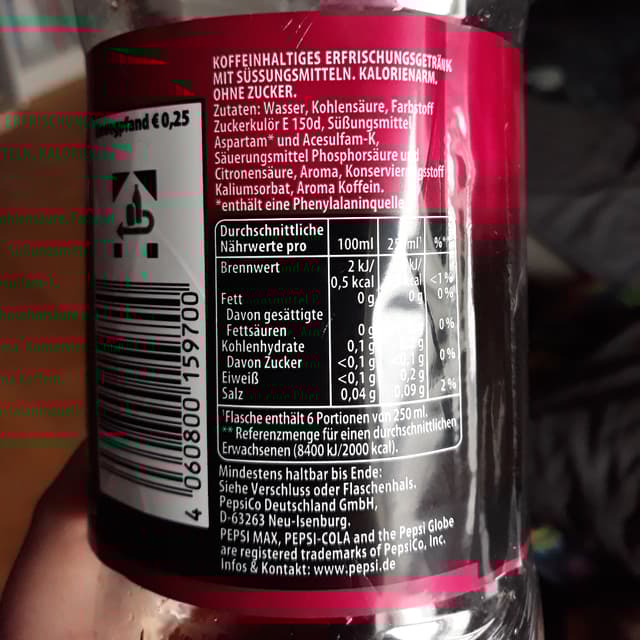 KOFFEINHALTIGES ERFRISCHUNGSGETRÄNK
MIT SÜSSUNGSMITTELN. KALORIENARM.
OHNE ZUCKER.
Zutaten: Wasser, Kohlensäure, Farbstoff
Zuckerkulör E 150d, Süßungsmittel
Aspartam* und Acesulfam-K,
Säuerungsmittel Phosphorsäure und
Citronensäure, Aroma, Konservierungsstoff
Kaliumsorbat, Aroma Koffein.
*enthält eine Phenylalaninquelle
€ 0,25
Durchschnittliche
Nährwerte pro 100ml
Brennwert 2 kJ/
0,5 kcal <1%
Fett 0 g 0 g 0%
Davon gesättigte
Fettsäuren 0 g 0%
Kohlenhydrate 0,1 g
Davon Zucker <0,1 g <0,1 g 0%
Eiweiß <0,1 g 0,2 g
Salz 0,04 g 0,09 g 2%
¹Flasche enthält 6 Portionen von 250 ml.
** Referenzmenge für einen durchschnittlichen
Erwachsenen (8400 kJ/2000 kcal).
4 060800 159700
Mindestens haltbar bis Ende:
Siehe Verschluss oder Flaschenhals.
PepsiCo Deutschland GmbH,
D-63263 Neu-Isenburg.
PEPSI MAX, PEPSI-COLA and the Pepsi Globe
are registered trademarks of PepsiCo, Inc.
Infos & Kontakt: www.pepsi.de